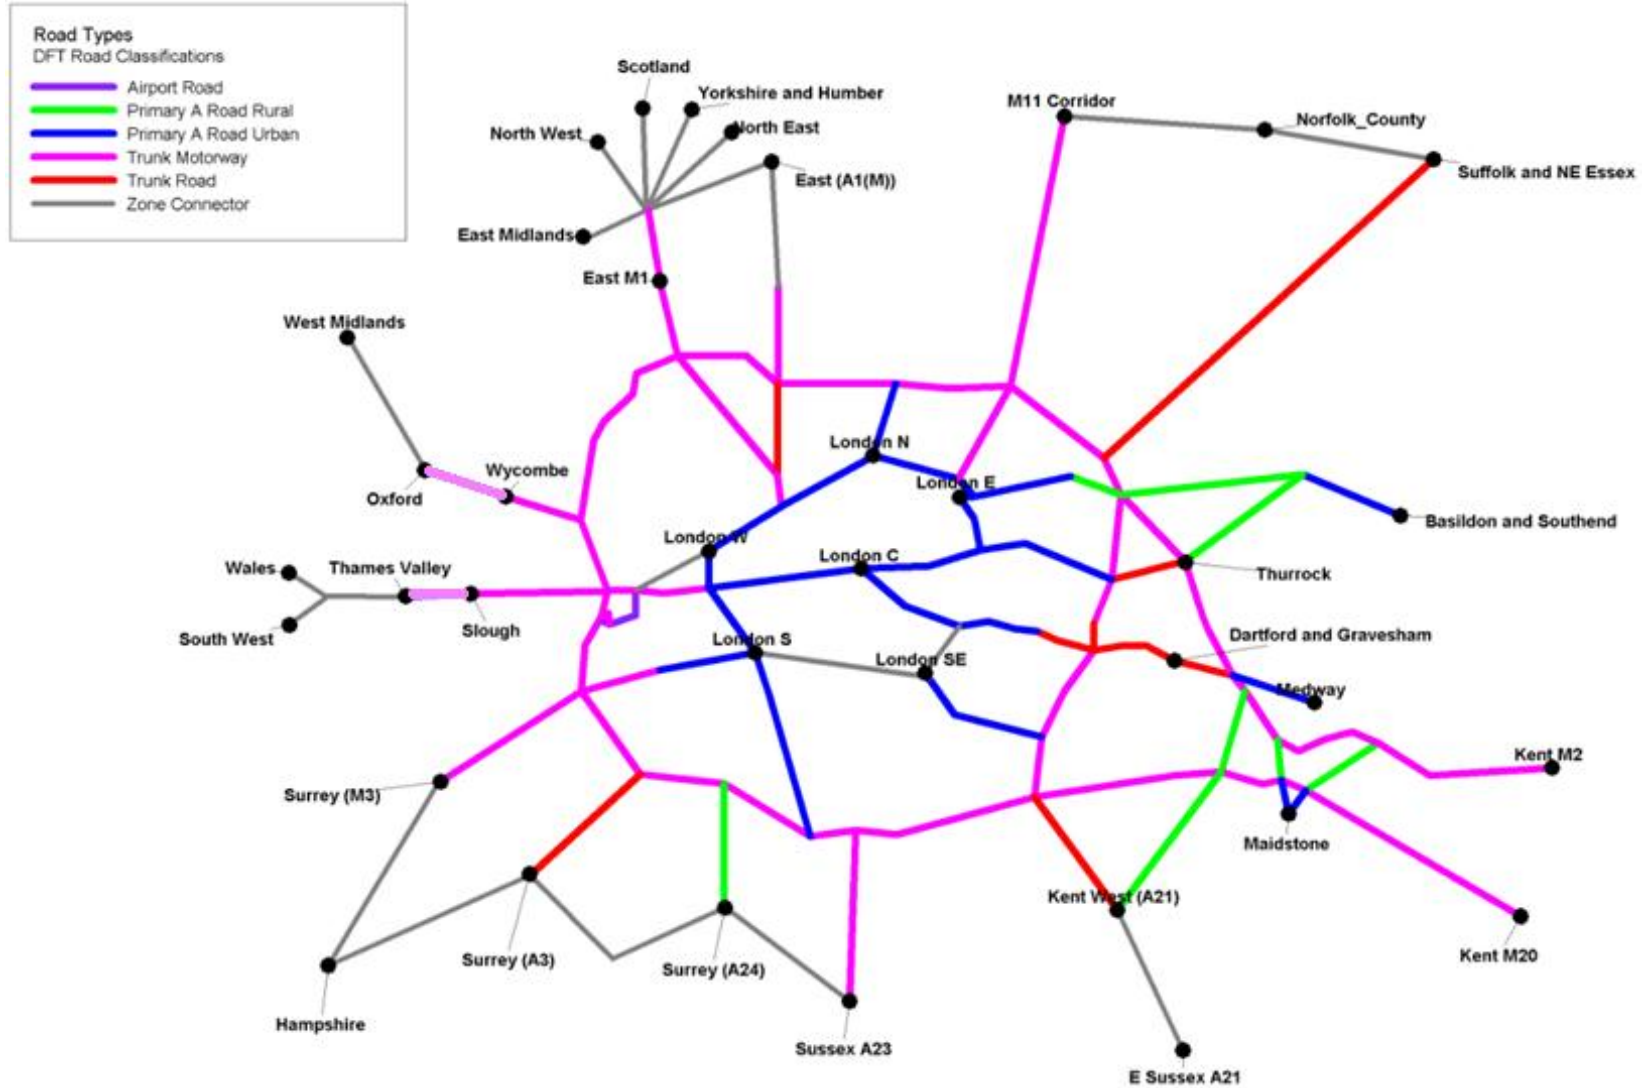 Road Types
DFT Road Classifications
Airport Road
Primary A Road Rural
Primary A Road Urban
Trunk Motorway
Trunk Road
Zone Connector
Scotland
Yorkshire and Humber
North West
North East
East (A1(M))
East Midlands
East M1
M11 Corridor
Norfolk_County
Suffolk and NE Essex
West Midlands
Wycombe
Oxford
London N
London E
Basildon and Southend
London W
London C
Wales
Thames Valley
Thurrock
South West
Slough
London S
London SE
Dartford and Gravesham
Medway
Kent M2
Surrey (M3)
Maidstone
Kent West (A21)
Surrey (A3)
Surrey (A24)
Kent M20
Hampshire
Sussex A23
E Sussex A21